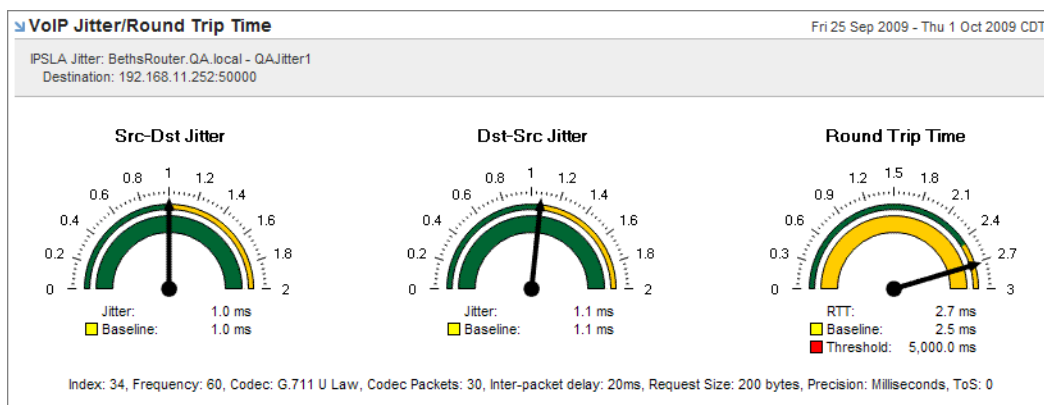 VoIP Jitter/Round Trip Time
Fri 25 Sep 2009 - Thu 1 Oct 2009 CDT
IPSLA Jitter: BethsRouter.QA.local - QAJitter1
Destination: 192.168.11.252:50000
Src-Dst Jitter
0 0.2 0.4 0.6 0.8 1 1.2 1.4 1.6 1.8 2
Jitter: 1.0 ms
Baseline: 1.0 ms
Dst-Src Jitter
0 0.2 0.4 0.6 0.8 1 1.2 1.4 1.6 1.8 2
Jitter: 1.1 ms
Baseline: 1.1 ms
Round Trip Time
0 0.3 0.6 0.9 1.2 1.5 1.8 2.1 2.4 2.7 3
RTT: 2.7 ms
Baseline: 2.5 ms
Threshold: 5,000.0 ms
Index: 34, Frequency: 60, Codec: G.711 U Law, Codec Packets: 30, Inter-packet delay: 20ms, Request Size: 200 bytes, Precision: Milliseconds, ToS: 0